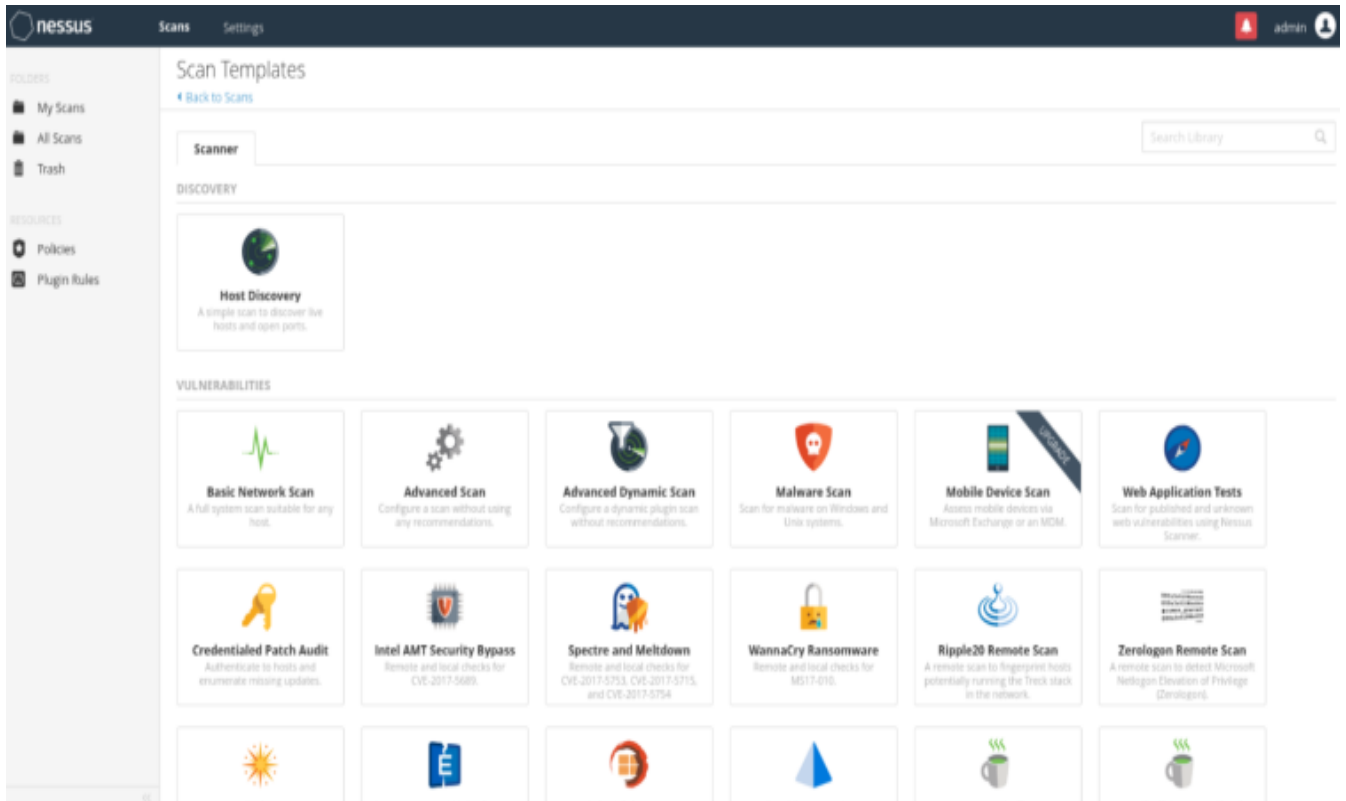 nessus
Scans
Settings
admin
FOLDERS
My Scans
All Scans
Trash
RESOURCES
Policies
Plugin Rules
Scan Templates
Back to Scans
Scanner
Search Library
DISCOVERY
Host Discovery
A simple scan to discover live
hosts and open ports.
VULNERABILITIES
Basic Network Scan
A full system scan suitable for any
host.
Advanced Scan
Configure a scan without using
any recommendations.
Advanced Dynamic Scan
Configure a dynamic plugin scan
without recommendations.
Malware Scan
Scan for malware on Windows and
Unix systems.
UPGRADE
Mobile Device Scan
Assess mobile devices via
Microsoft Exchange or an MDM.
Web Application Tests
Scan for published and unknown
web vulnerabilities using Nessus
Scanner.
Credentialed Patch Audit
Authenticate to hosts and
enumerate missing updates.
Intel AMT Security Bypass
Remote and local checks for
CVE-2017-5689.
Spectre and Meltdown
Remote and local checks for
CVE-2017-5753, CVE-2017-5715,
and CVE-2017-5754
WannaCry Ransomware
Remote and local checks for
MS17-010.
Ripple20 Remote Scan
A remote scan to fingerprint hosts
potentially running the Treck stack
in the network.
Zerologon Remote Scan
A remote scan to detect Microsoft
Netlogon Elevation of Privilege
(Zerologon).